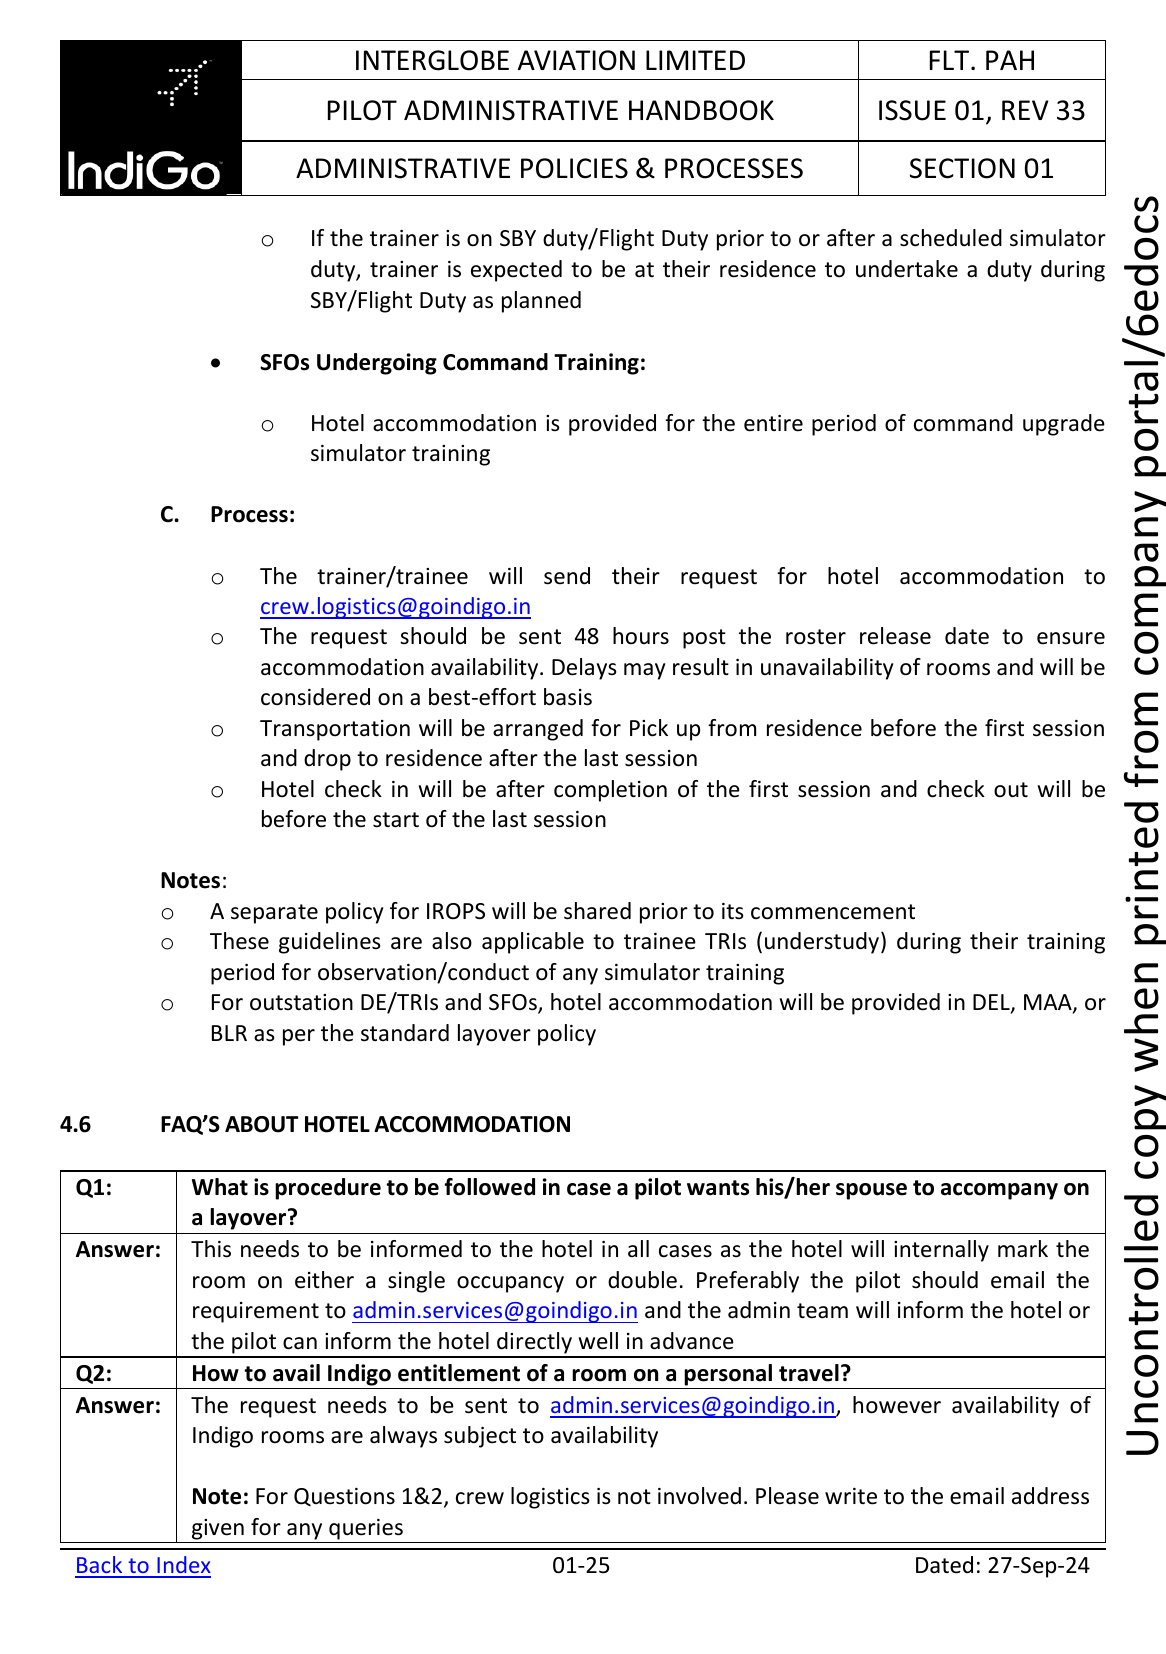 IndiGo
INTERGLOBE AVIATION LIMITED
FLT. PAH
PILOT ADMINISTRATIVE HANDBOOK
ISSUE 01, REV 33
ADMINISTRATIVE POLICIES & PROCESSES
SECTION 01
o If the trainer is on SBY duty/Flight Duty prior to or after a scheduled simulator
duty, trainer is expected to be at their residence to undertake a duty during
SBY/Flight Duty as planned
• SFOs Undergoing Command Training:
o Hotel accommodation is provided for the entire period of command upgrade
simulator training
C. Process:
o The trainer/trainee will send their request for hotel accommodation to
crew.logistics@goindigo.in
o The request should be sent 48 hours post the roster release date to ensure
accommodation availability. Delays may result in unavailability of rooms and will be
considered on a best-effort basis
o Transportation will be arranged for Pick up from residence before the first session
and drop to residence after the last session
o Hotel check in will be after completion of the first session and check out will be
before the start of the last session
Notes:
o A separate policy for IROPS will be shared prior to its commencement
o These guidelines are also applicable to trainee TRIs (understudy) during their training
period for observation/conduct of any simulator training
o For outstation DE/TRIs and SFOs, hotel accommodation will be provided in DEL, MAA, or
BLR as per the standard layover policy
4.6 FAQ’S ABOUT HOTEL ACCOMMODATION
Q1: What is procedure to be followed in case a pilot wants his/her spouse to accompany on
a layover?
Answer: This needs to be informed to the hotel in all cases as the hotel will internally mark the
room on either a single occupancy or double. Preferably the pilot should email the
requirement to admin.services@goindigo.in and the admin team will inform the hotel or
the pilot can inform the hotel directly well in advance
Q2: How to avail Indigo entitlement of a room on a personal travel?
Answer: The request needs to be sent to admin.services@goindigo.in, however availability of
Indigo rooms are always subject to availability
Note: For Questions 1&2, crew logistics is not involved. Please write to the email address
given for any queries
Back to Index 01-25 Dated: 27-Sep-24
Uncontrolled copy when printed from company portal/6edocs